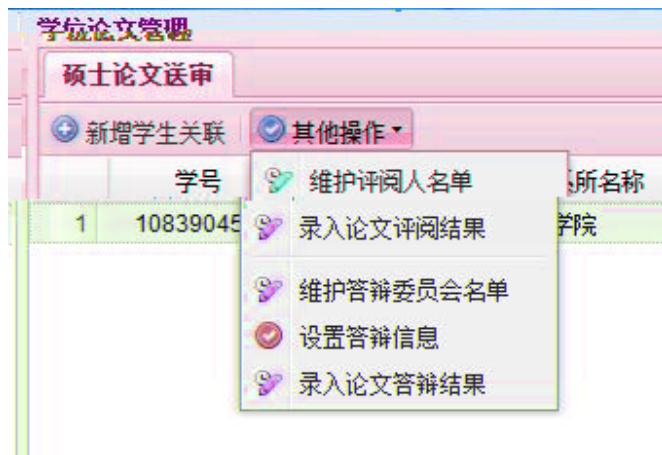 学位论文管理
硕士论文送审
新增学生关联 其他操作
学号 所名称
1 10839045 学院
维护评阅人名单
录入论文评阅结果
维护答辩委员会名单
设置答辩信息
录入论文答辩结果